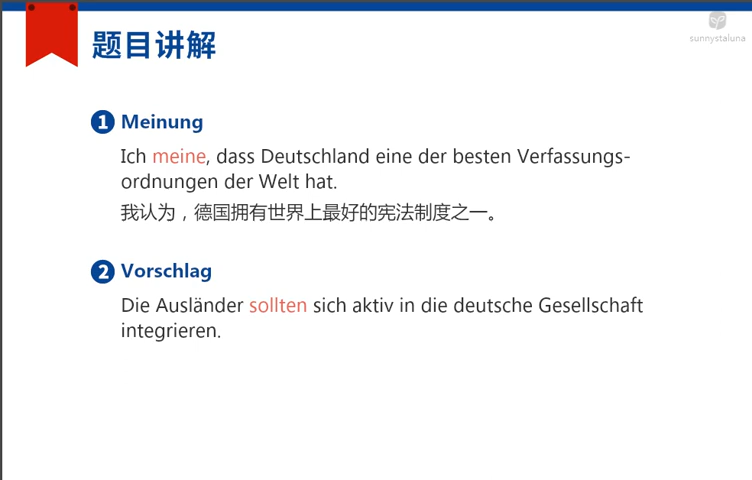 sunnystaluna
题目讲解
1 Meinung
Ich meine, dass Deutschland eine der besten Verfassungs-
ordnungen der Welt hat.
我认为，德国拥有世界上最好的宪法制度之一。
2 Vorschlag
Die Ausländer sollten sich aktiv in die deutsche Gesellschaft
integrieren.